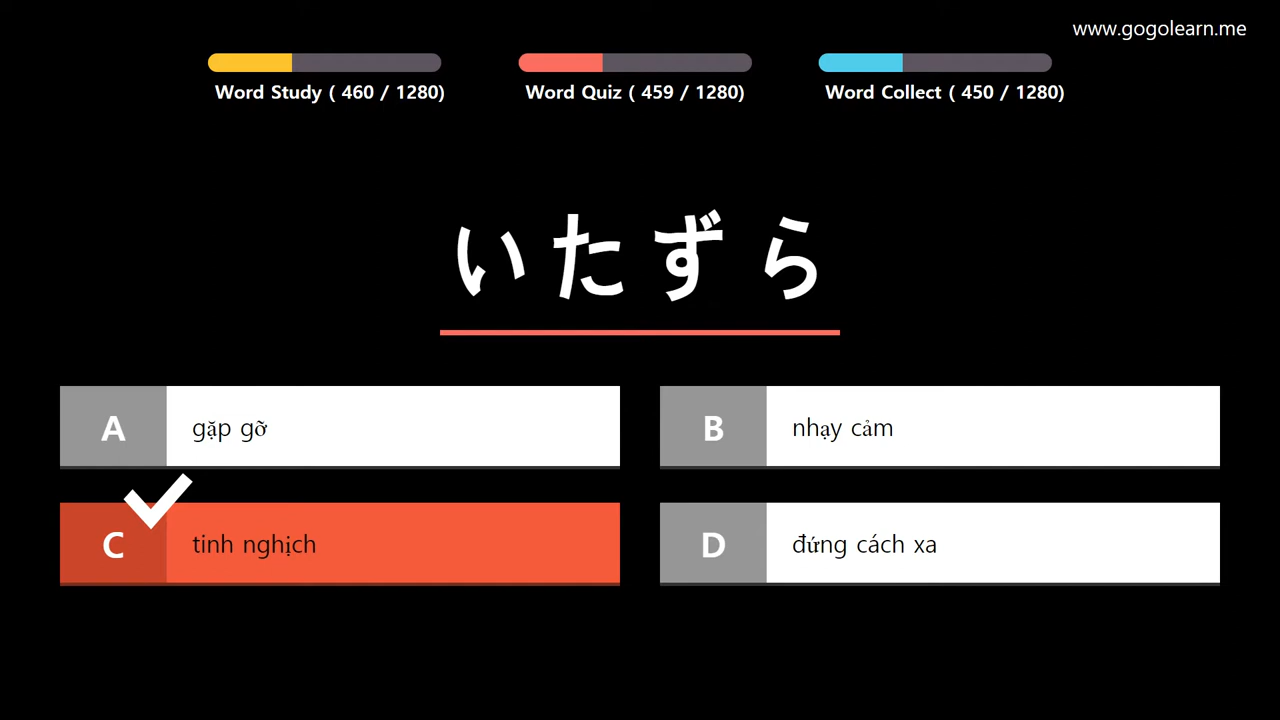 www.gogolearn.me
Word Study ( 460 / 1280)
Word Quiz ( 459 / 1280)
Word Collect ( 450 / 1280)
いたずら
A
gặp gỡ
B
nhạy cảm
C
tinh nghịch
D
đứng cách xa